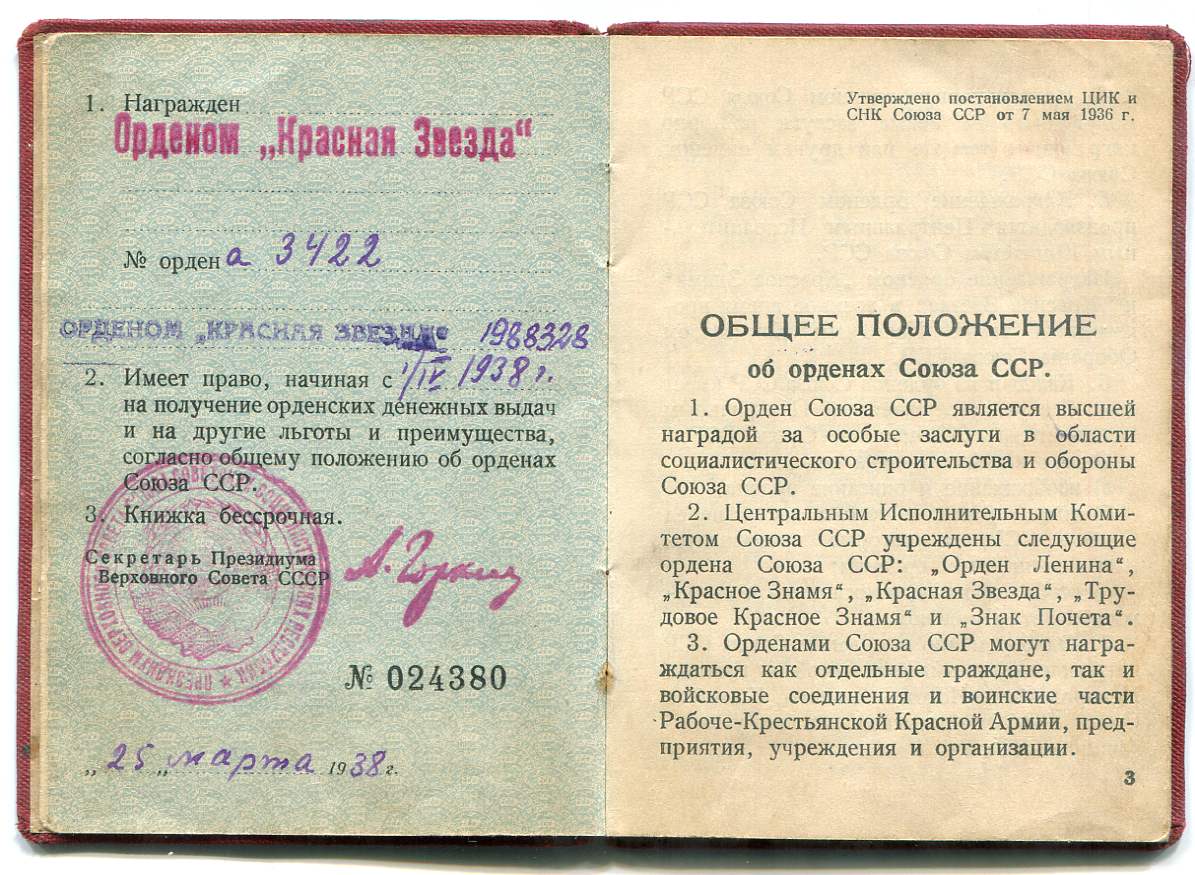 1. Награжден
Орденом „Красная Звезда“
№ ордена 3422
ОРДЕНОМ „КРАСНАЯ ЗВЕЗДА“ 1988328
2. Имеет право, начиная с 1/IV 1938 г.
на получение орденских денежных выдач
и на другие льготы и преимущества,
согласно общему положению об орденах
Союза ССР.
3. Книжка бессрочная.
Секретарь Президиума
Верховного Совета СССР
А. Горкин
№ 024380
„25„ марта 1938 г.
Утверждено постановлением ЦИК и
СНК Союза ССР от 7 мая 1936 г.
ОБЩЕЕ ПОЛОЖЕНИЕ
об орденах Союза ССР.
1. Орден Союза ССР является высшей
наградой за особые заслуги в области
социалистического строительства и обороны
Союза ССР.
2. Центральным Исполнительным Коми-
тетом Союза ССР учреждены следующие
ордена Союза ССР: „Орден Ленина“,
„Красное Знамя“, „Красная Звезда“, „Тру-
довое Красное Знамя“ и „Знак Почета“.
3. Орденами Союза ССР могут награ-
ждаться как отдельные граждане, так и
войсковые соединения и воинские части
Рабоче-Крестьянской Красной Армии, пред-
приятия, учреждения и организации.
3